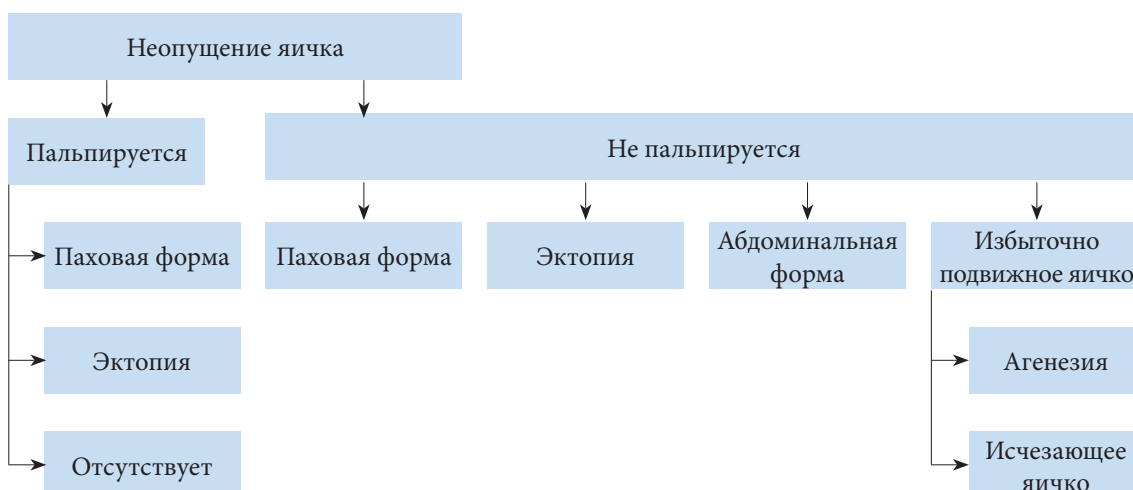 Неопущение яичка
Пальпируется
Не пальпируется
Паховая форма
Паховая форма
Эктопия
Абдоминальная
форма
Избыточно
подвижное яичко
Эктопия
Агенезия
Отсутствует
Исчезающее
яичко